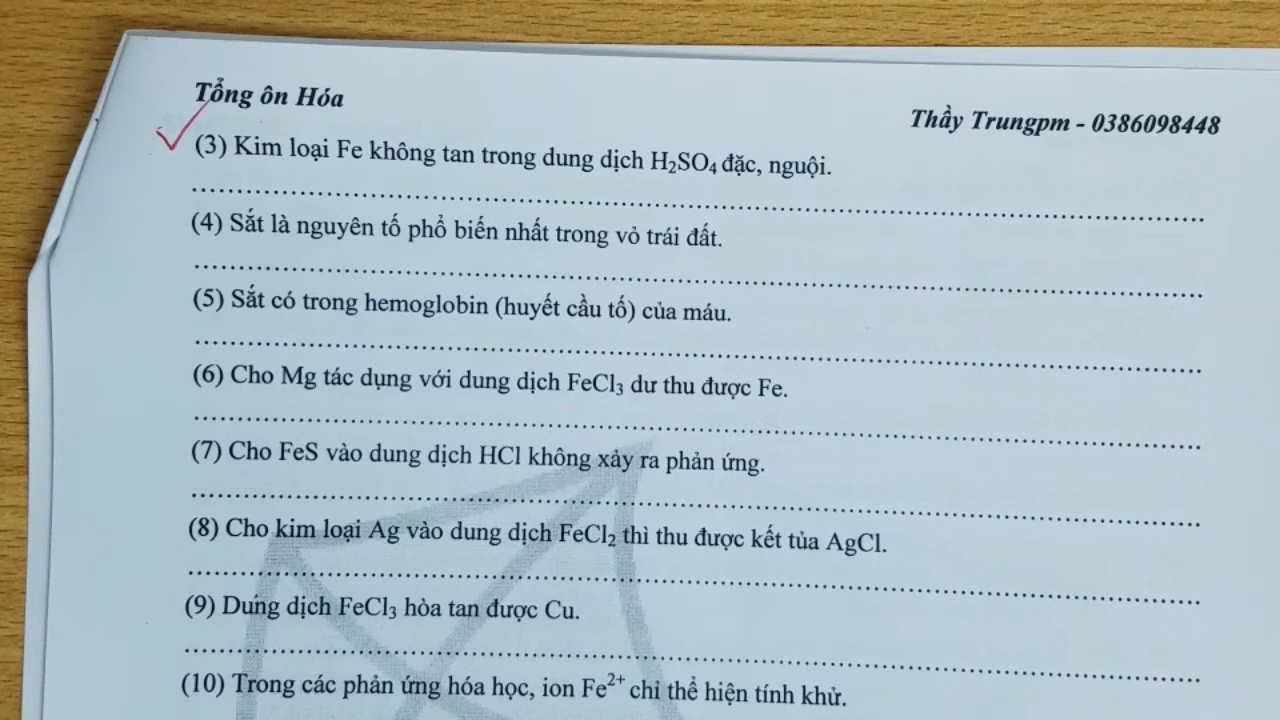 Tổng ôn Hóa
Thầy Trungpm - 0386098448
(3) Kim loại Fe không tan trong dung dịch H₂SO₄ đặc, nguội.
(4) Sắt là nguyên tố phổ biến nhất trong vỏ trái đất.
(5) Sắt có trong hemoglobin (huyết cầu tố) của máu.
(6) Cho Mg tác dụng với dung dịch FeCl₃ dư thu được Fe.
(7) Cho FeS vào dung dịch HCl không xảy ra phản ứng.
(8) Cho kim loại Ag vào dung dịch FeCl₂ thì thu được kết tủa AgCl.
(9) Dung dịch FeCl₃ hòa tan được Cu.
(10) Trong các phản ứng hóa học, ion Fe²⁺ chỉ thể hiện tính khử.